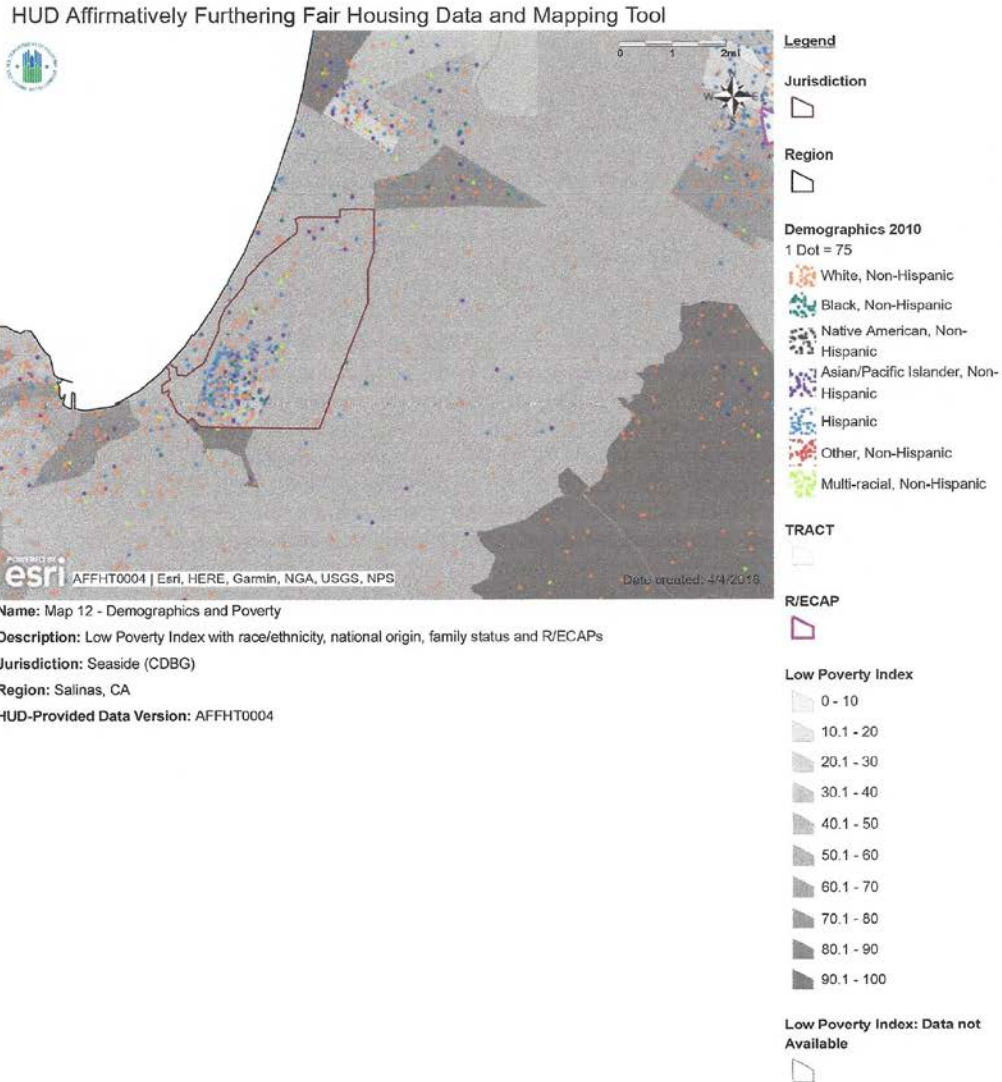 HUD Affirmatively Furthering Fair Housing Data and Mapping Tool
0 1 2mi
W E
S
POWERED BY
esri
AFFHT0004 | Esri, HERE, Garmin, NGA, USGS, NPS
Date created: 4/4/2018
Name: Map 12 - Demographics and Poverty
Description: Low Poverty Index with race/ethnicity, national origin, family status and R/ECAPs
Jurisdiction: Seaside (CDBG)
Region: Salinas, CA
HUD-Provided Data Version: AFFHT0004
Legend
Jurisdiction
Region
Demographics 2010
1 Dot = 75
White, Non-Hispanic
Black, Non-Hispanic
Native American, Non-
Hispanic
Asian/Pacific Islander, Non-
Hispanic
Hispanic
Other, Non-Hispanic
Multi-racial, Non-Hispanic
TRACT
R/ECAP
Low Poverty Index
0 - 10
10.1 - 20
20.1 - 30
30.1 - 40
40.1 - 50
50.1 - 60
60.1 - 70
70.1 - 80
80.1 - 90
90.1 - 100
Low Poverty Index: Data not
Available